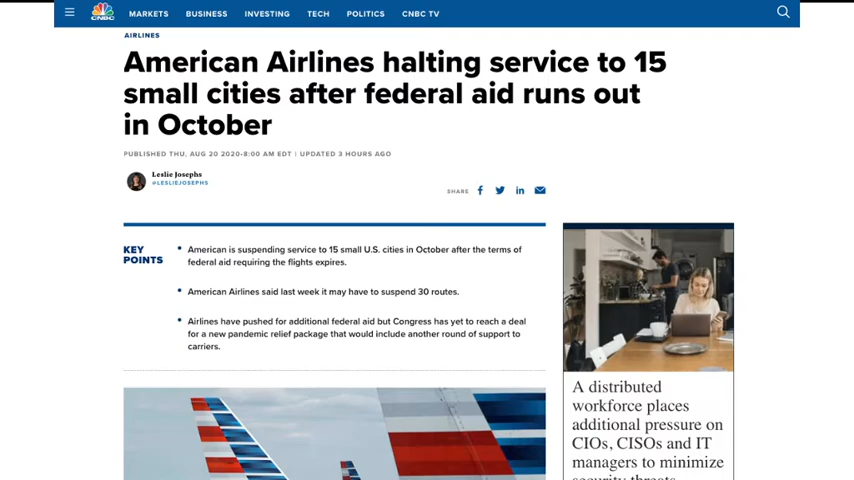 CNBC
MARKETS BUSINESS INVESTING TECH POLITICS CNBC TV
AIRLINES
American Airlines halting service to 15
small cities after federal aid runs out
in October
PUBLISHED THU, AUG 20 2020•8:00 AM EDT | UPDATED 3 HOURS AGO
Leslie Josephs
@LESLIEJOSEPHS
SHARE
KEY
POINTS
American is suspending service to 15 small U.S. cities in October after the terms of
federal aid requiring the flights expires.
American Airlines said last week it may have to suspend 30 routes.
Airlines have pushed for additional federal aid but Congress has yet to reach a deal
for a new pandemic relief package that would include another round of support to
carriers.
A distributed
workforce places
additional pressure on
CIOs, CISOs and IT
managers to minimize
security threats